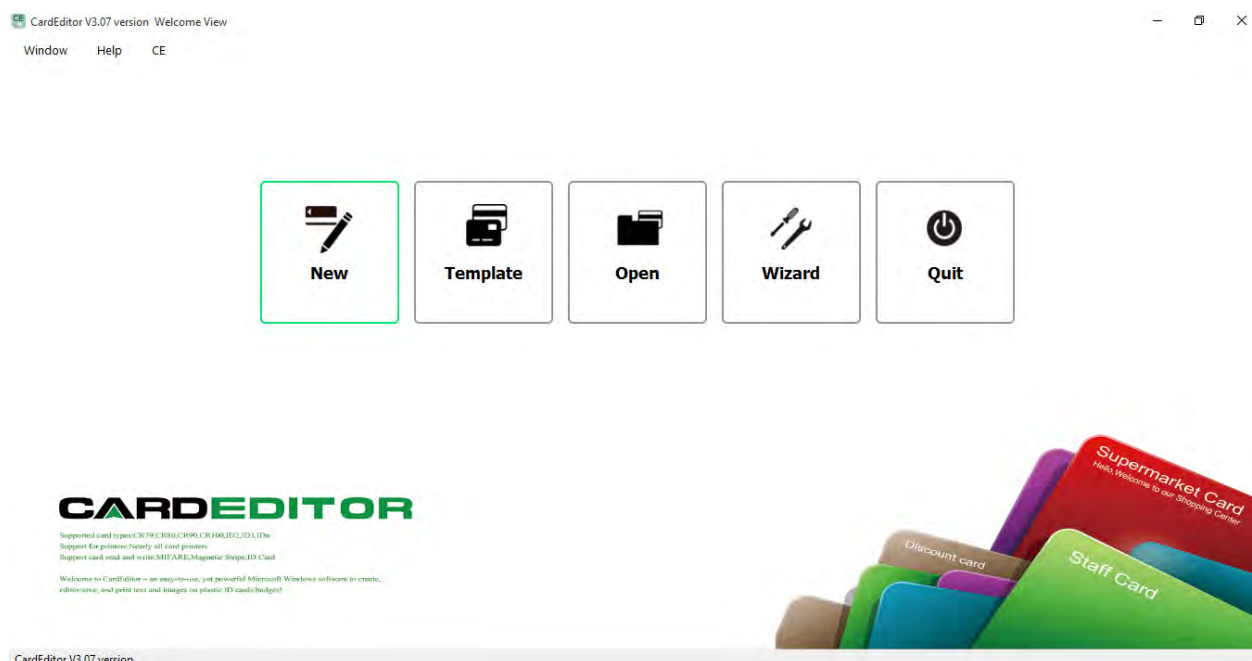 CardEditor V3.07 version Welcome View
Window Help CE
New Template Open Wizard Quit
CARDEDITOR
Supported card types:CR79,CR80,CR90,CR100,ID2,ID3,IDn
Support for printers:Nearly all card printers
Support card read and write:MIFARE,Magnetic Stripe,ID Card
Welcome to CardEditor – an easy-to-use, yet powerful Microsoft Windows software to create,
editor/save, and print text and images on plastic ID cards(badges)!
Supermarket Card
Hello,Welcome to our Shopping Center
Discount card
Staff Card
CardEditor V3.07 version